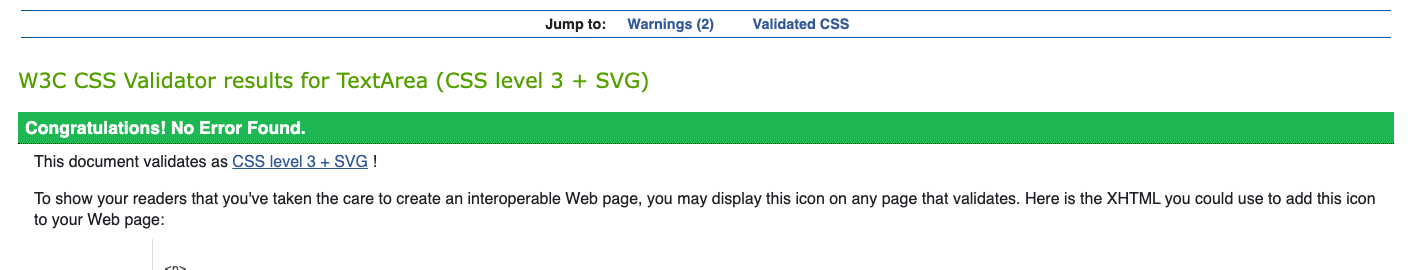 Jump to: Warnings (2) Validated CSS
W3C CSS Validator results for TextArea (CSS level 3 + SVG)
Congratulations! No Error Found.
This document validates as CSS level 3 + SVG !
To show your readers that you've taken the care to create an interoperable Web page, you may display this icon on any page that validates. Here is the XHTML you could use to add this icon
to your Web page:
<p>